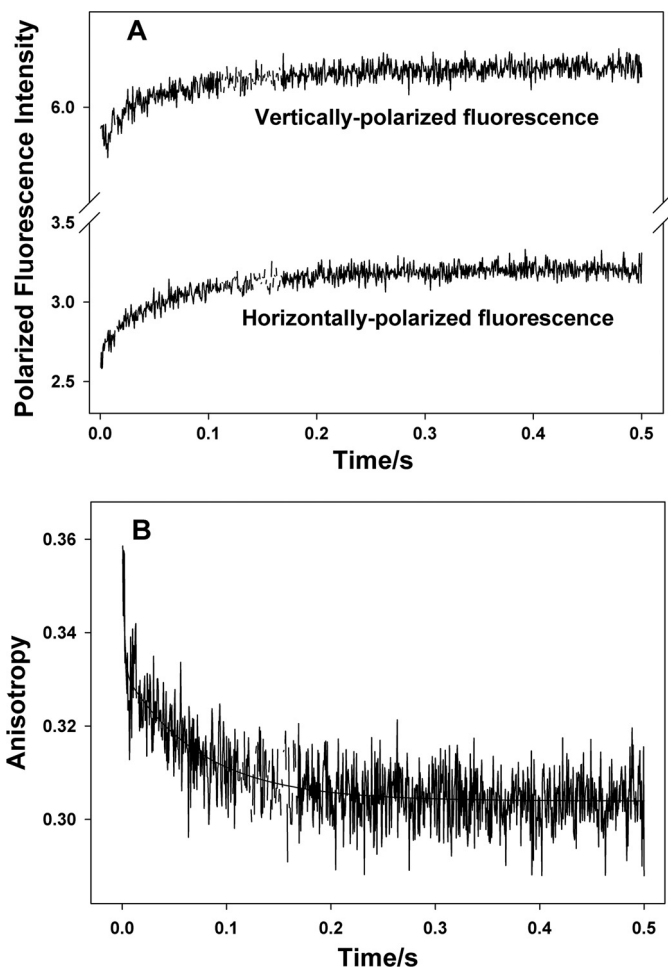 A
Polarized Fluorescence Intensity
6.0
Vertically-polarized fluorescence
3.5
3.0
Horizontally-polarized fluorescence
2.5
0.0 0.1 0.2 0.3 0.4 0.5
Time/s
B
Anisotropy
0.36
0.34
0.32
0.30
0.0 0.1 0.2 0.3 0.4 0.5
Time/s